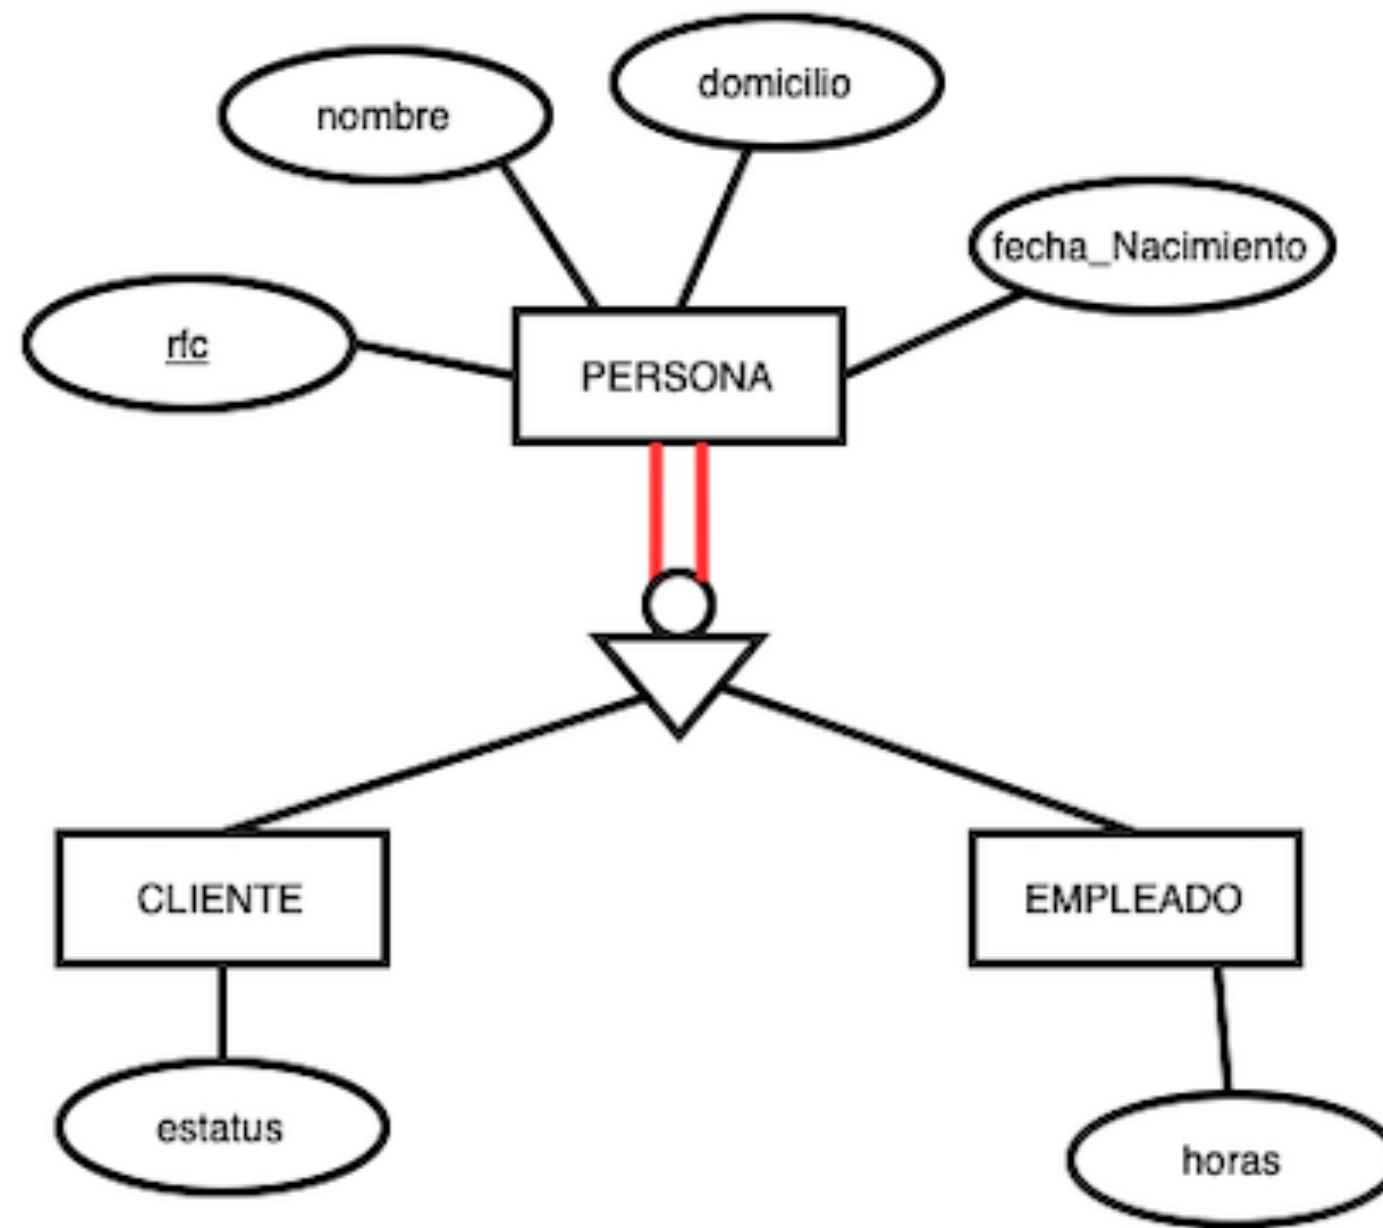 nombre
domicilio
fecha_Nacimiento
rfc
PERSONA
CLIENTE
EMPLEADO
estatus
horas